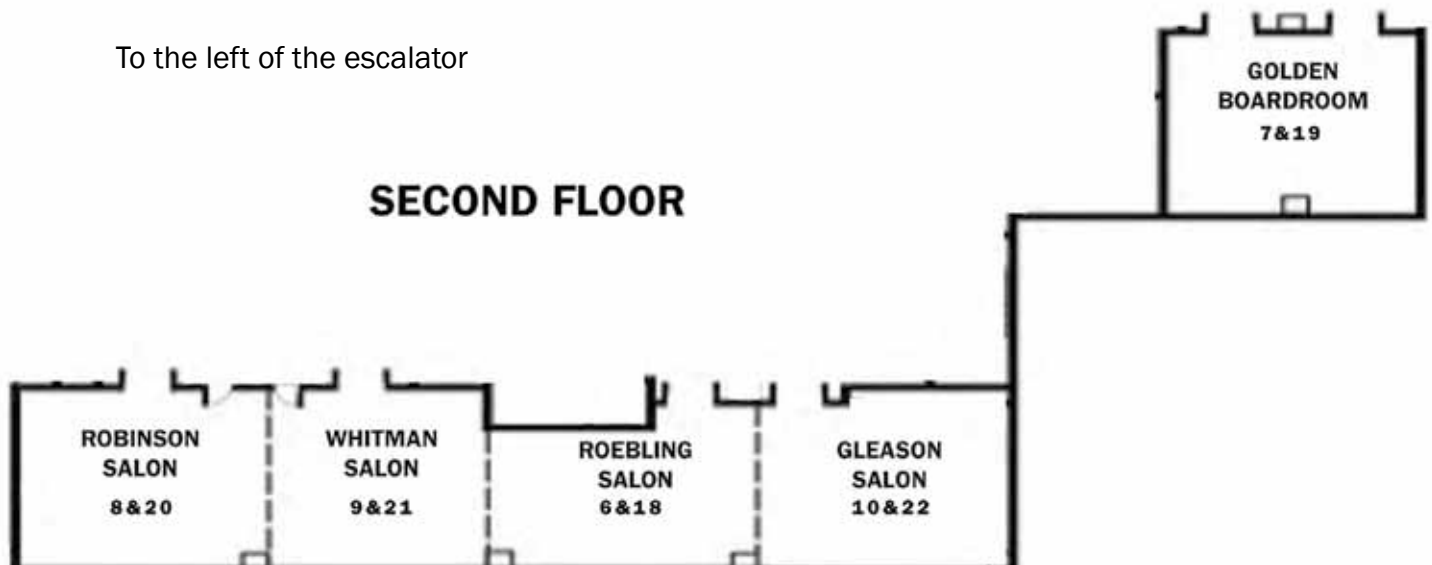 To the left of the escalator
GOLDEN
BOARDROOM
7&19
SECOND FLOOR
ROBINSON
SALON
8&20
WHITMAN
SALON
9&21
ROEBLING
SALON
6&18
GLEASON
SALON
10&22